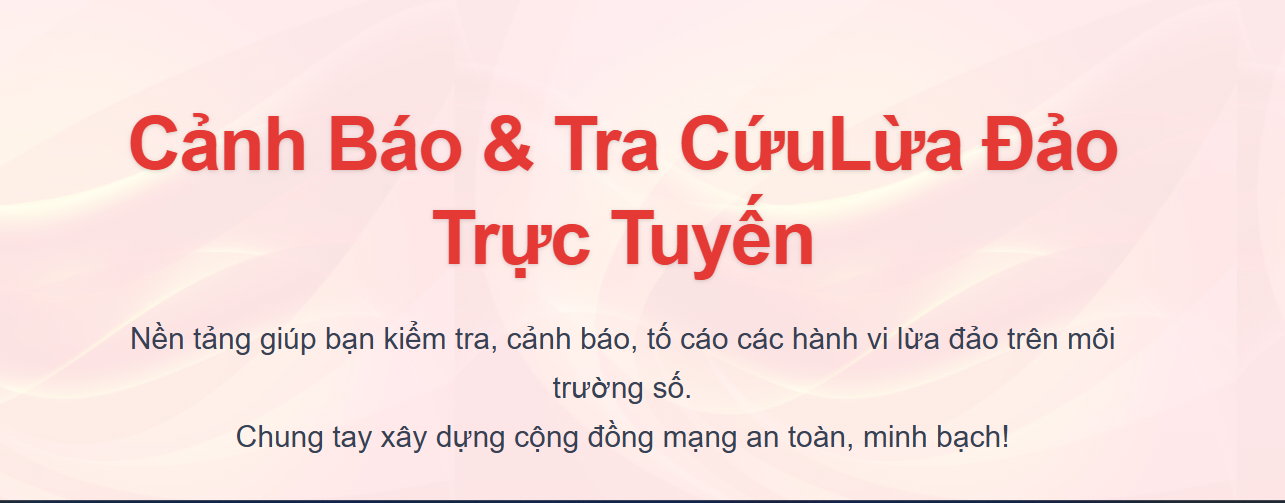 Cảnh Báo & Tra CứuLừa Đảo
Trực Tuyến
Nền tảng giúp bạn kiểm tra, cảnh báo, tố cáo các hành vi lừa đảo trên môi
trường số.
Chung tay xây dựng cộng đồng mạng an toàn, minh bạch!